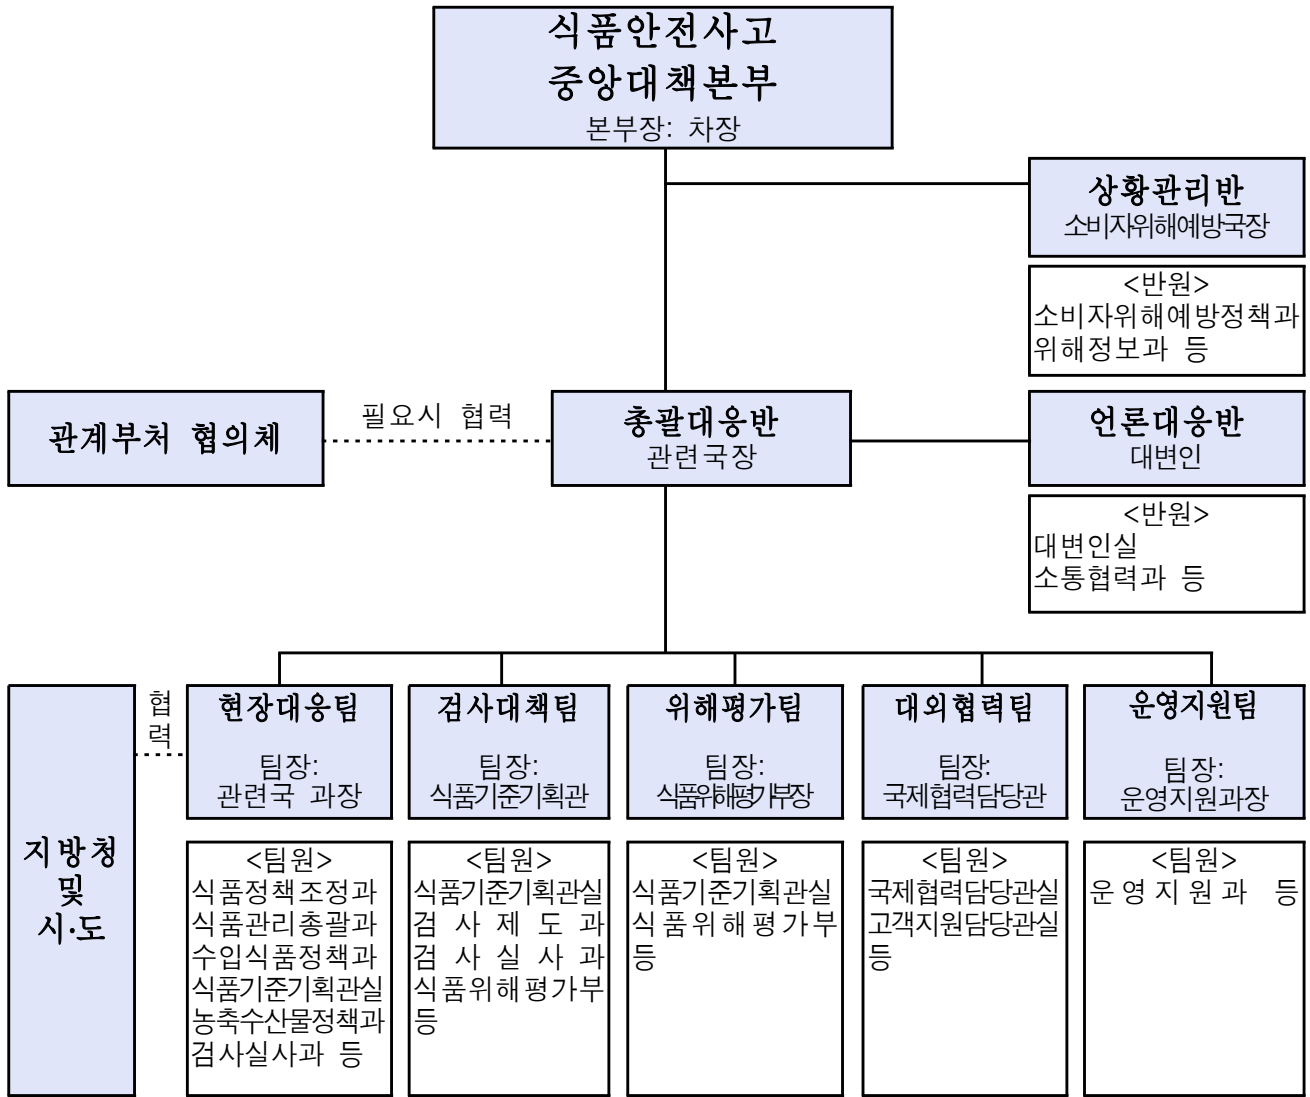 식품안전사고
중앙대책본부
본부장: 차장
상황관리반
소비자위해예방국장
<반원>
소비자위해예방정책과
위해정보과 등
관계부처 협의체
필요시 협력
총괄대응반
관련국장
언론대응반
대변인
<반원>
대변인실
소통협력과 등
지방청
및
시·도
협
력
현장대응팀
팀장:
관련국 과장
<팀원>
식품정책조정과
식품관리총괄과
수입식품정책과
식품기준기획관실
농축수산물정책과
검사실사과 등
검사대책팀
팀장:
식품기준기획관
<팀원>
식품기준기획관실
검 사 제 도 과
검 사 실 사 과
식품위해평가부
등
위해평가팀
팀장:
식품위해평가부장
<팀원>
식품기준기획관실
식품위해평가부
등
대외협력팀
팀장:
국제협력담당관
<팀원>
국제협력담당관실
고객지원담당관실
등
운영지원팀
팀장:
운영지원과장
<팀원>
운영지원과 등